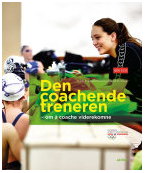 Den
coachende
treneren
– om å coache viderekomne